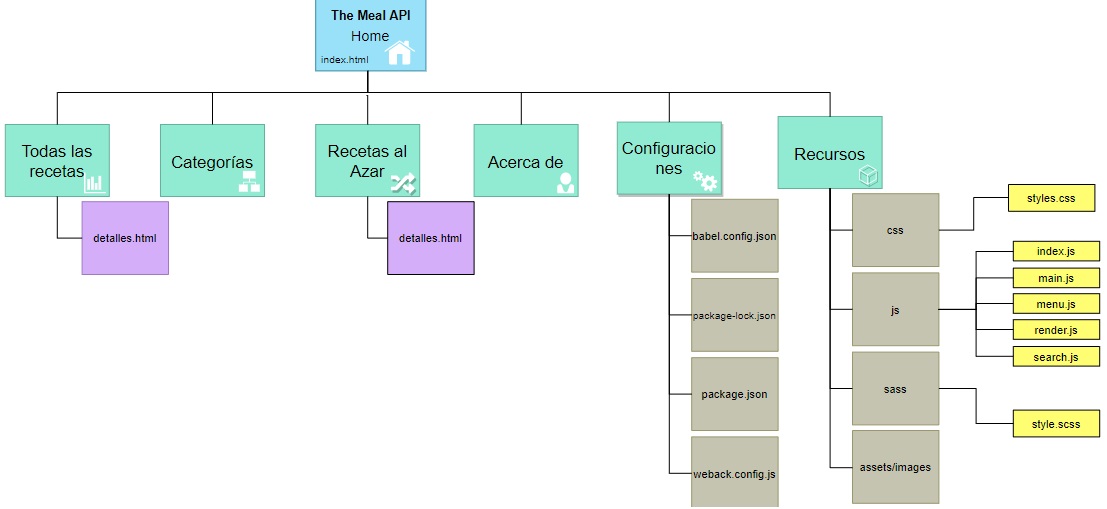 The Meal API
Home
index.html
Todas las
recetas
Categorías
Recetas al
Azar
Acerca de
Configuracio
nes
Recursos
detalles.html
detalles.html
babel.config.json
package-lock.json
package.json
weback.config.js
css
js
sass
assets/images
styles.css
index.js
main.js
menu.js
render.js
search.js
style.scss